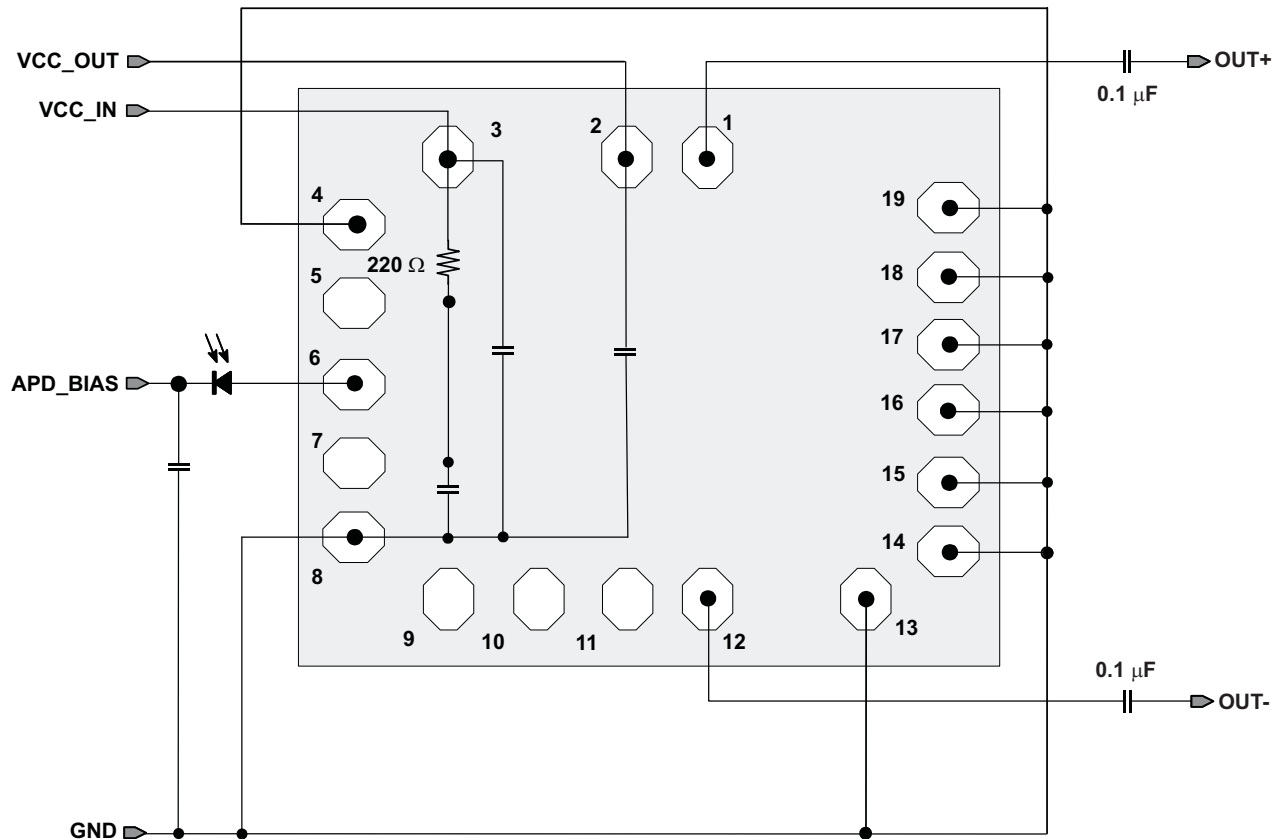 VCC_OUT
OUT+
0.1 μF
VCC_IN
3
2
1
4
19
220 Ω
5
18
17
APD_BIAS
6
16
7
15
14
8
9
10
11
12
13
0.1 μF
OUT-
GND